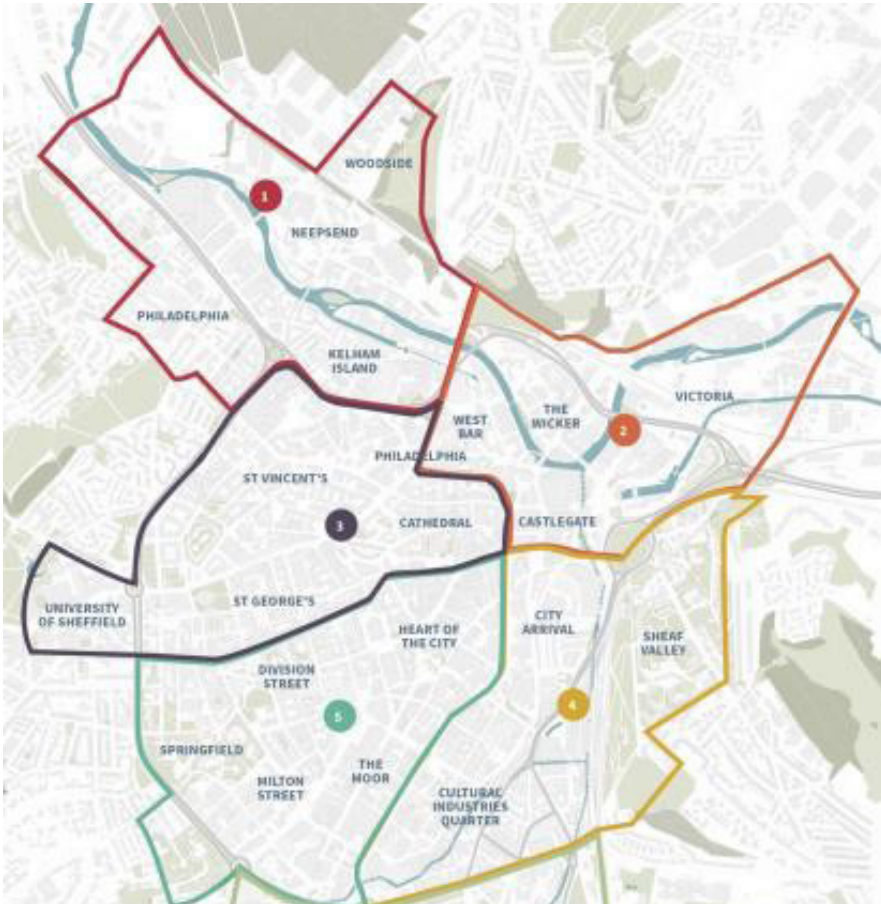 WOODSIDE
1
NEEPSEND
PHILADELPHIA
KELHAM
ISLAND
VICTORIA
WEST
BAR
THE
WICKER
2
PHILADELPHIA
ST VINCENT'S
3
CATHEDRAL
CASTLEGATE
UNIVERSITY
OF SHEFFIELD
ST GEORGE'S
HEART OF
THE CITY
CITY
ARRIVAL
SHEAF
VALLEY
DIVISION
STREET
4
5
SPRINGFIELD
THE
MOOR
MILTON
STREET
CULTURAL
INDUSTRIES
QUARTER